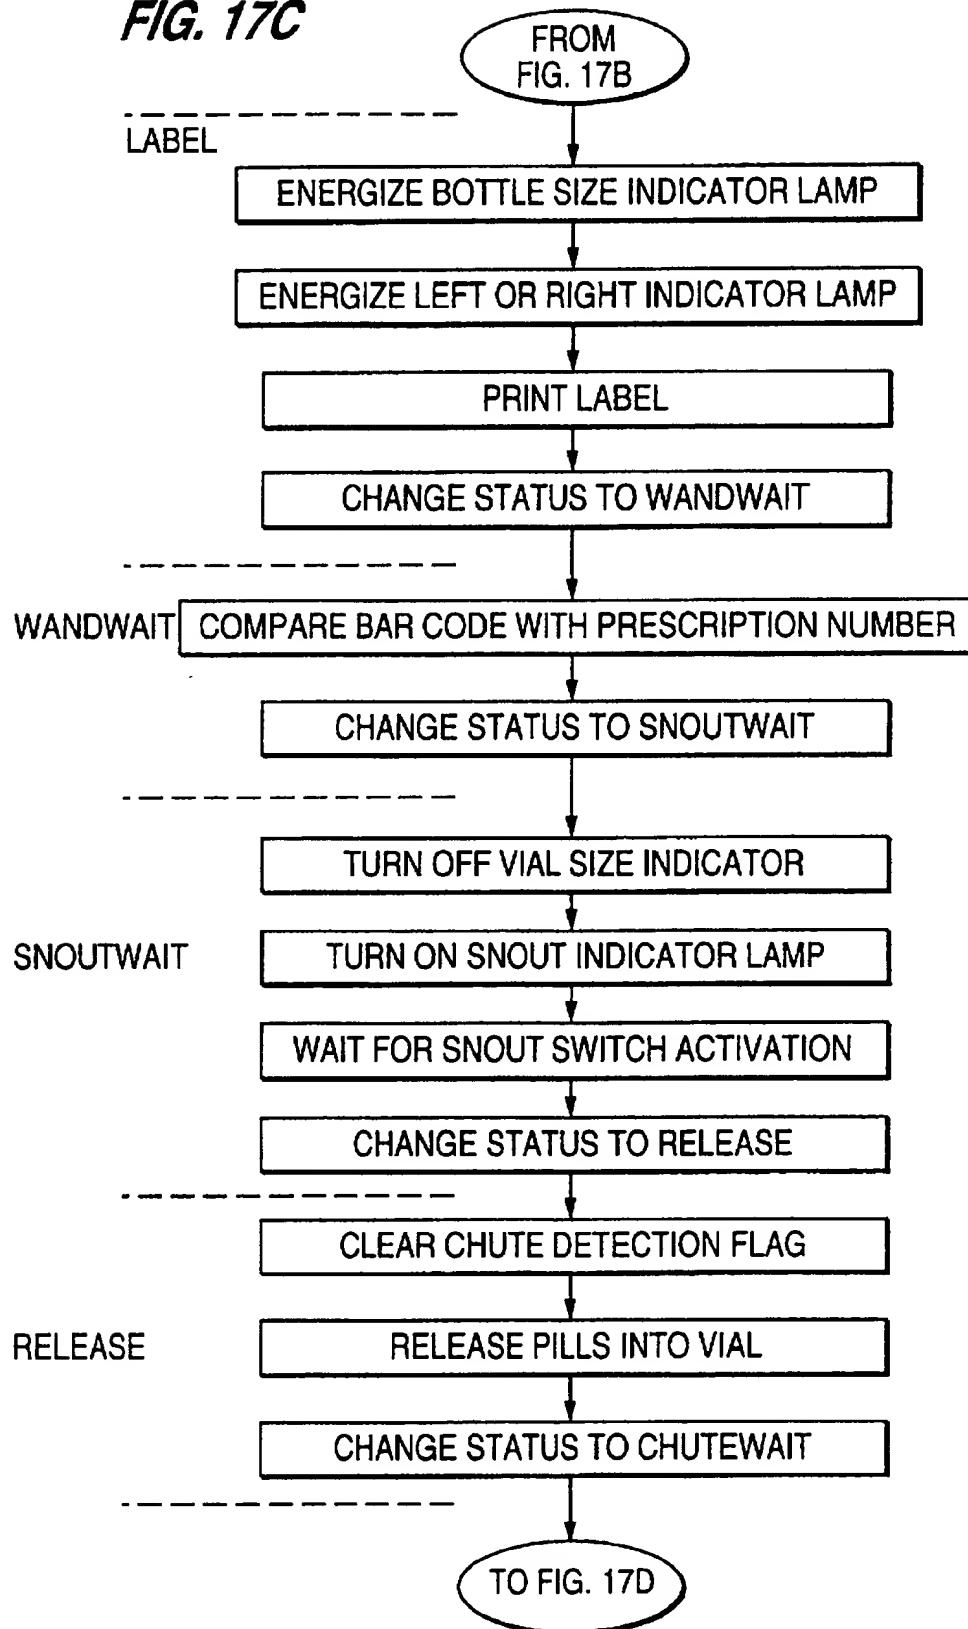 FIG. 17C
FROM
FIG. 17B
LABEL
ENERGIZE BOTTLE SIZE INDICATOR LAMP
ENERGIZE LEFT OR RIGHT INDICATOR LAMP
PRINT LABEL
CHANGE STATUS TO WANDWAIT
WANDWAIT COMPARE BAR CODE WITH PRESCRIPTION NUMBER
CHANGE STATUS TO SNOUTWAIT
TURN OFF VIAL SIZE INDICATOR
SNOUTWAIT TURN ON SNOUT INDICATOR LAMP
WAIT FOR SNOUT SWITCH ACTIVATION
CHANGE STATUS TO RELEASE
CLEAR CHUTE DETECTION FLAG
RELEASE RELEASE PILLS INTO VIAL
CHANGE STATUS TO CHUTEWAIT
TO FIG. 17D